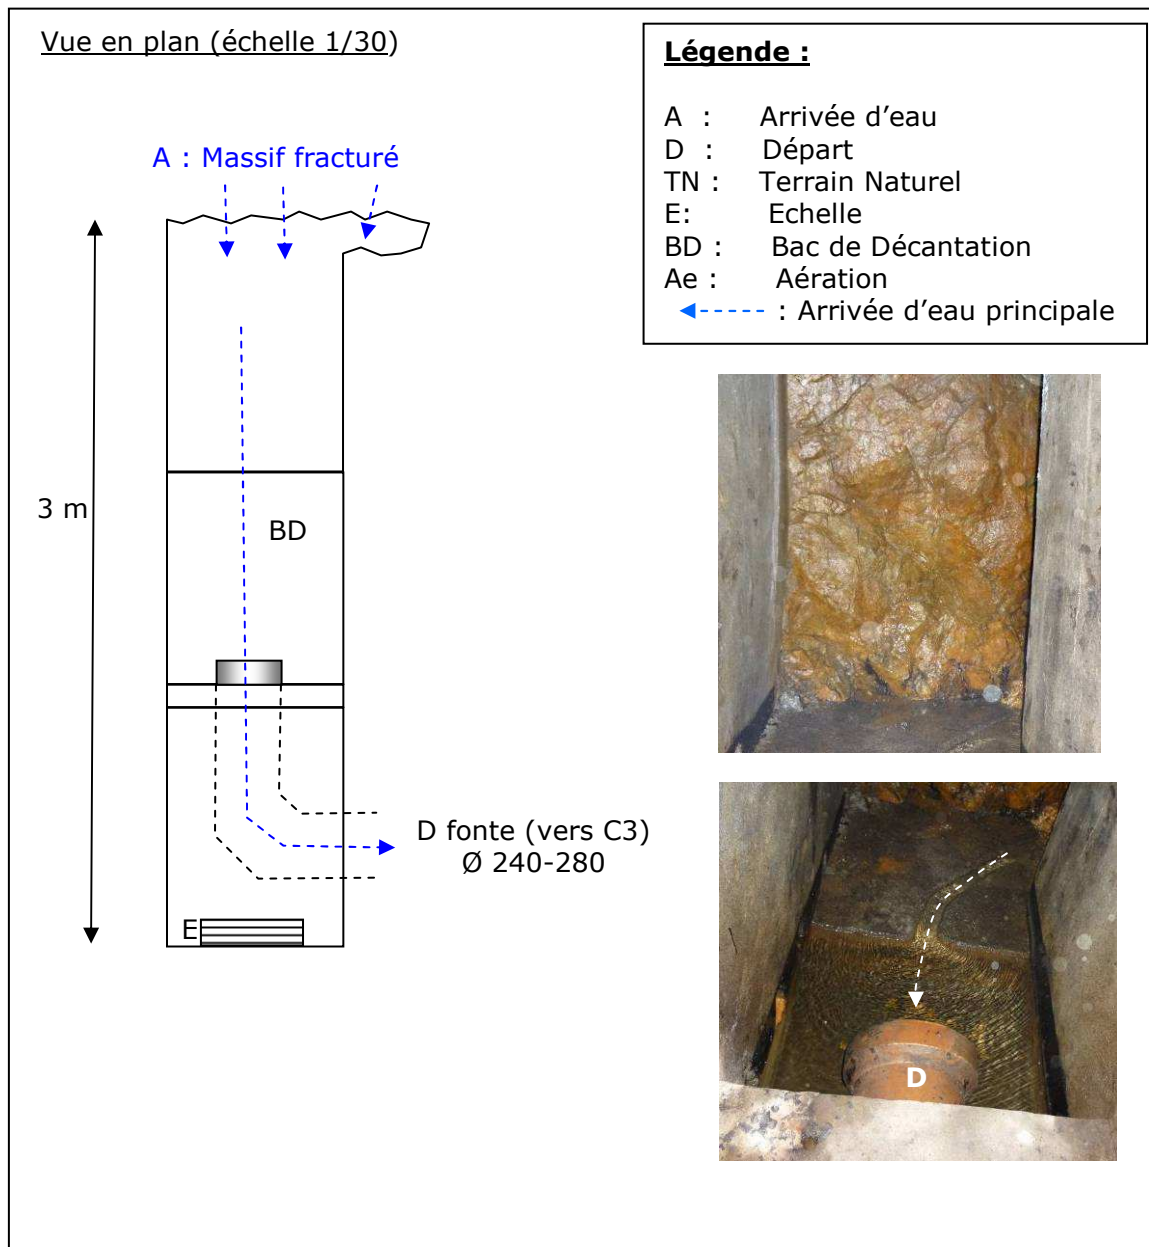 Vue en plan (échelle 1/30)
Légende :
A : Arrivée d'eau
D : Départ
TN : Terrain Naturel
E: Echelle
BD : Bac de Décantation
Ae : Aération
: Arrivée d'eau principale
A : Massif fracturé
3 m
BD
D fonte (vers C3)
Ø 240-280
E
D